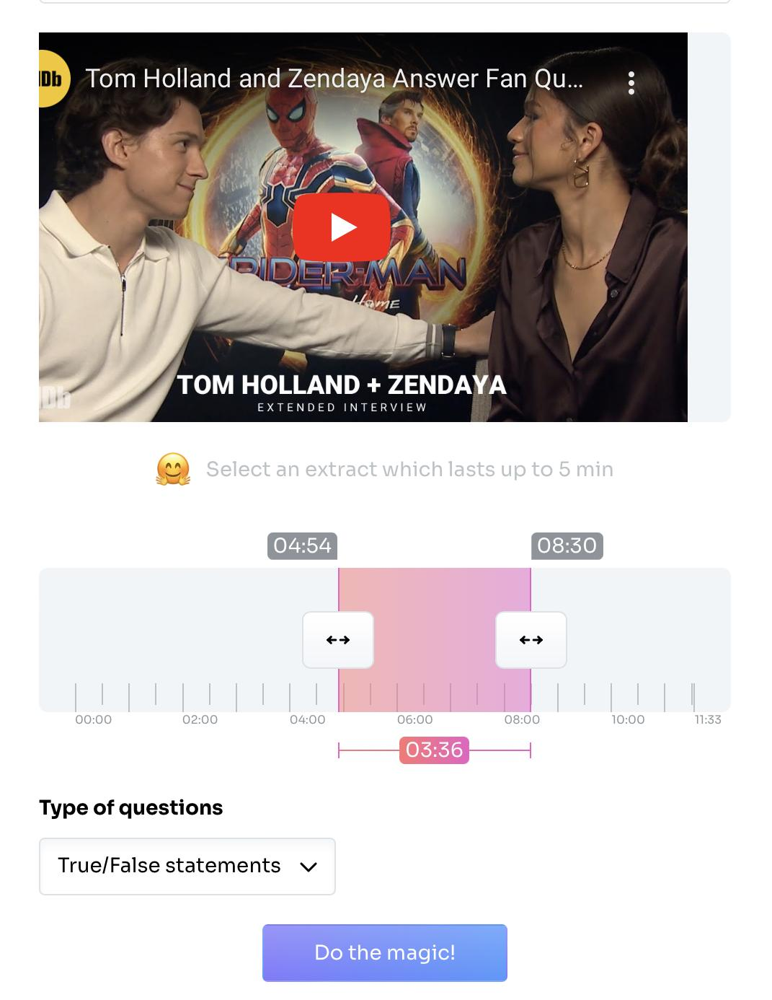 IDb
Tom Holland and Zendaya Answer Fan Qu...
PIDER-MAN
Home
TOM HOLLAND + ZENDAYA
EXTENDED INTERVIEW
IDb
Select an extract which lasts up to 5 min
04:54
08:30
00:00
02:00
04:00
06:00
08:00
10:00
11:33
03:36
Type of questions
True/False statements
Do the magic!